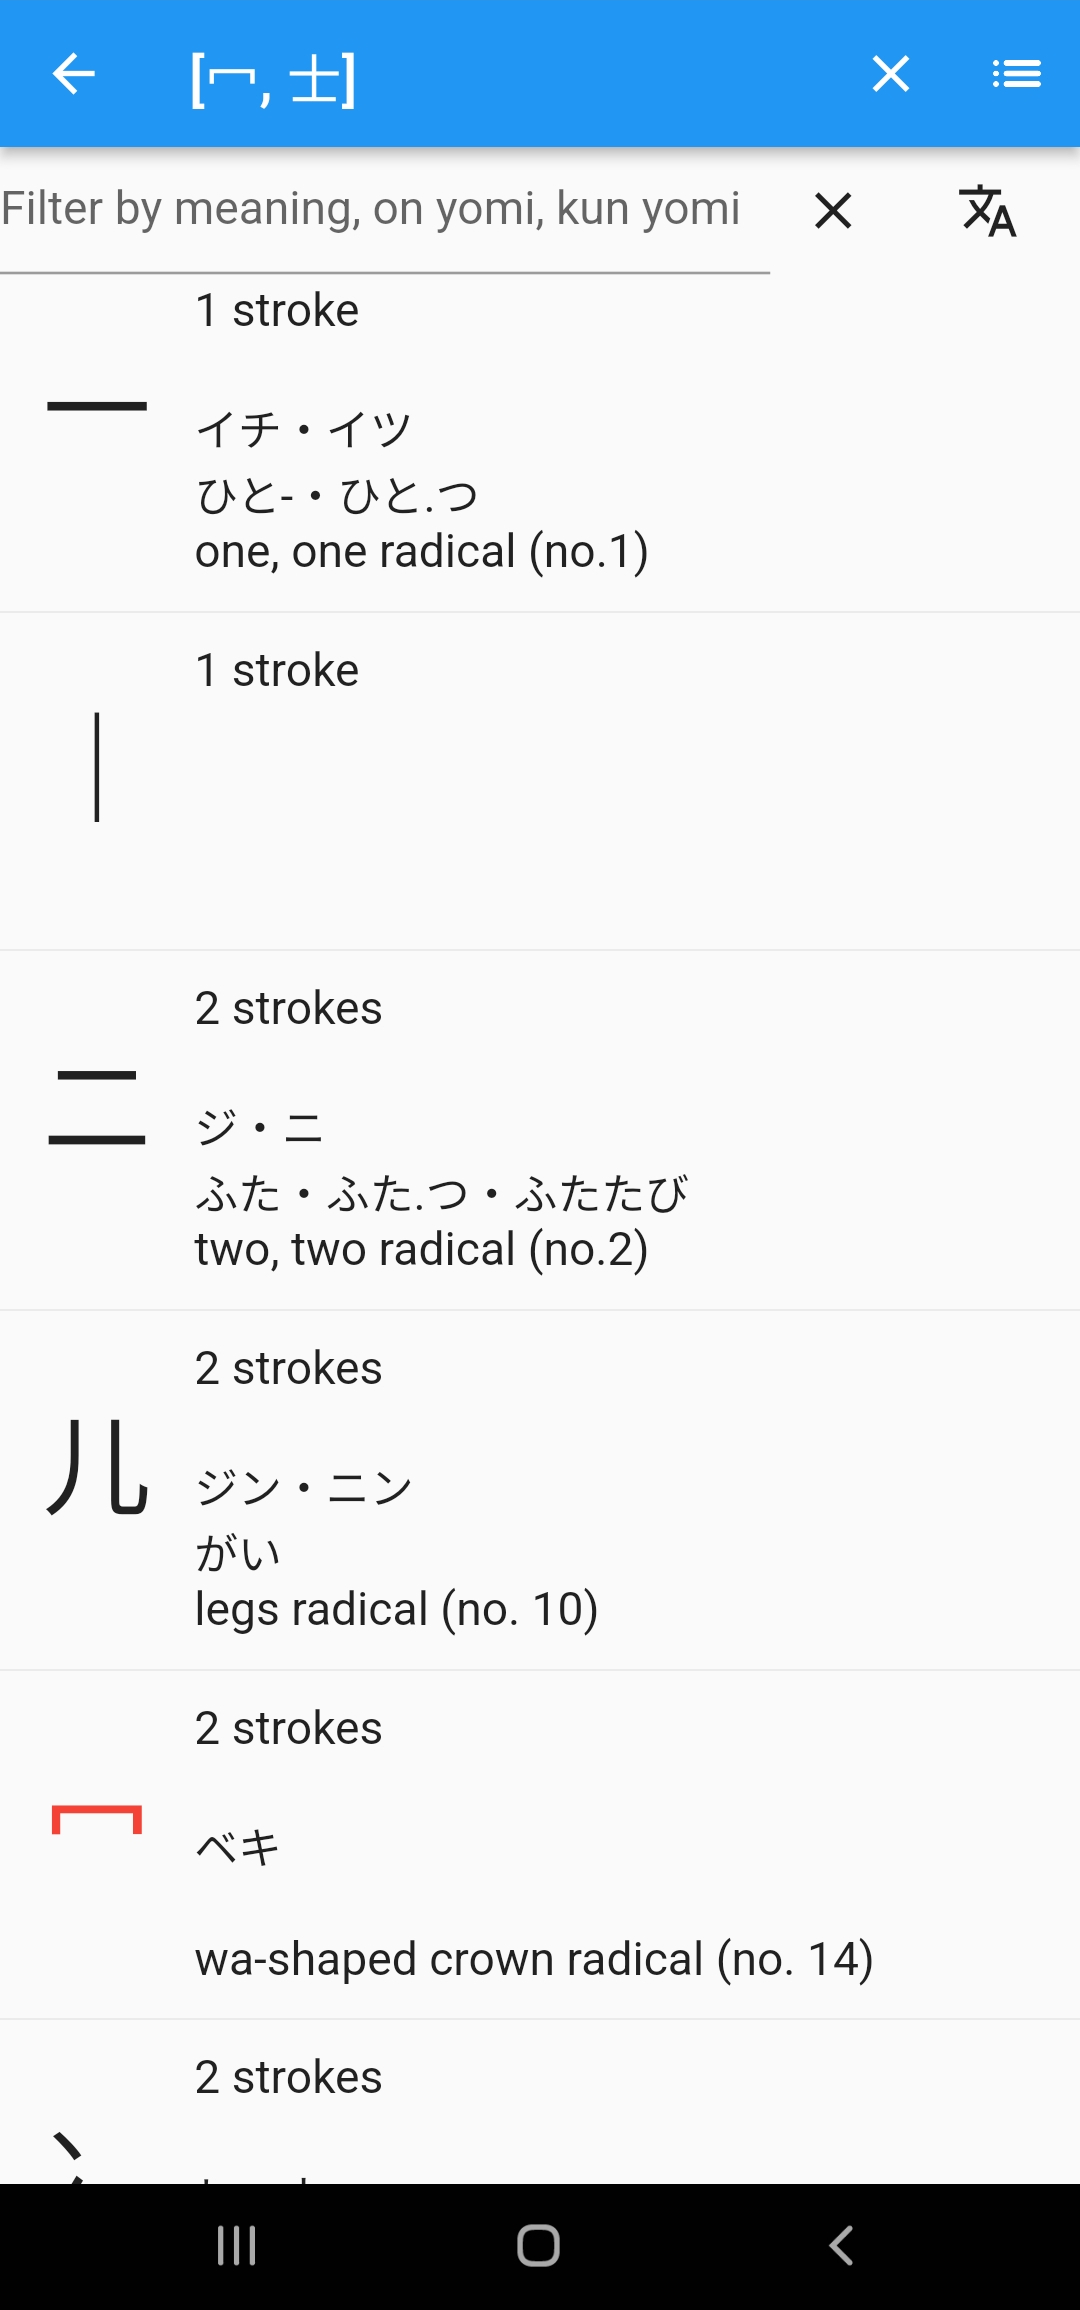 [冖, 士]
Filter by meaning, on yomi, kun yomi
1 stroke
一
イチ・イツ
ひと-・ひと.つ
one, one radical (no.1)
1 stroke
｜
2 strokes
二
ジ・ニ
ふた・ふた.つ・ふたたび
two, two radical (no.2)
2 strokes
儿
ジン・ニン
がい
legs radical (no. 10)
2 strokes
冖
ベキ
wa-shaped crown radical (no. 14)
2 strokes